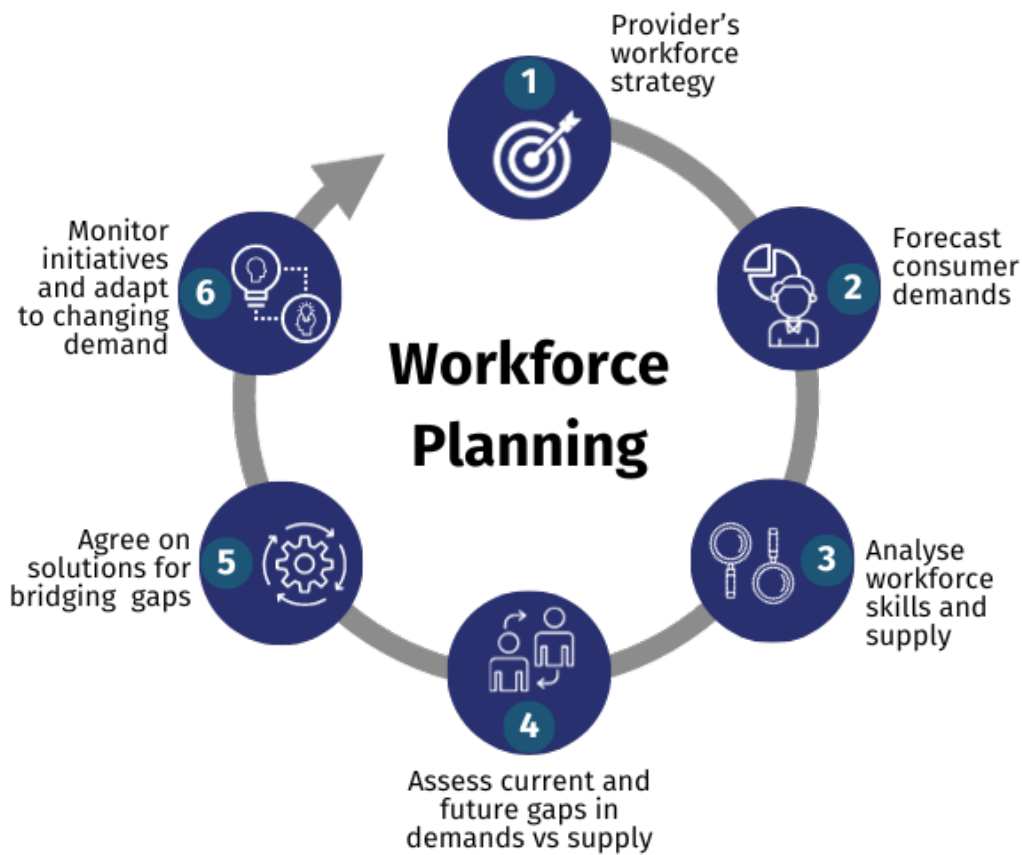 Workforce
Planning
1
Provider's
workforce
strategy
2
Forecast
consumer
demands
3
Analyse
workforce
skills and
supply
4
Assess current and
future gaps in
demands vs supply
5
Agree on
solutions for
bridging gaps
6
Monitor
initiatives
and adapt
to changing
demand